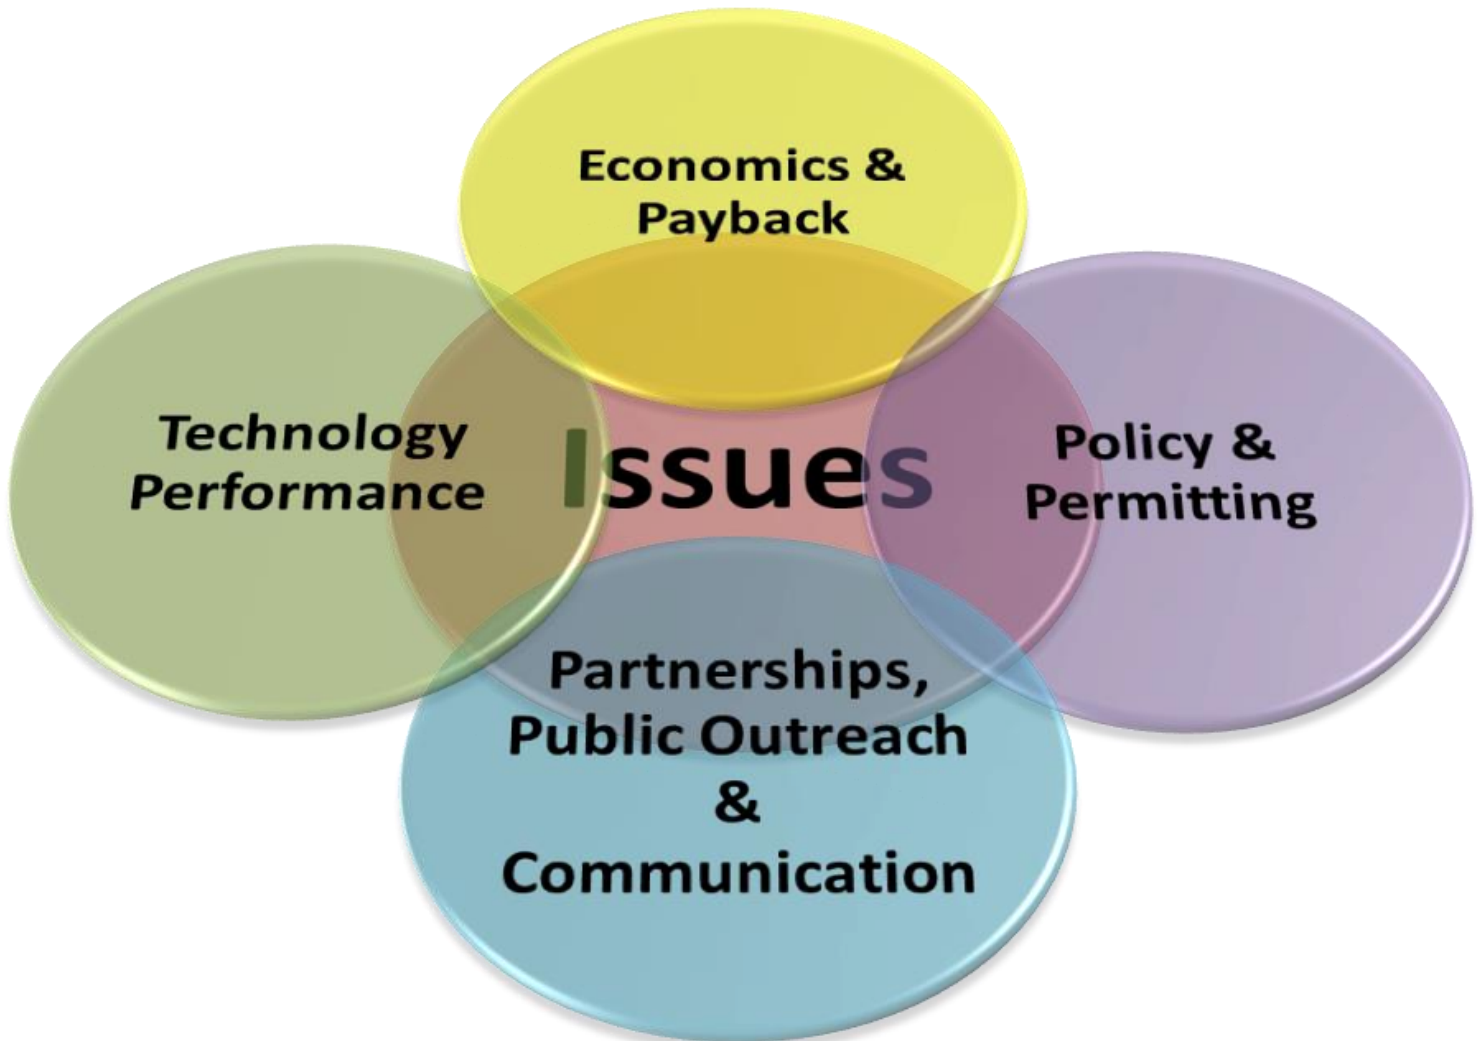 Economics &
Payback
Technology
Performance
Issues
Policy &
Permitting
Partnerships,
Public Outreach
&
Communication